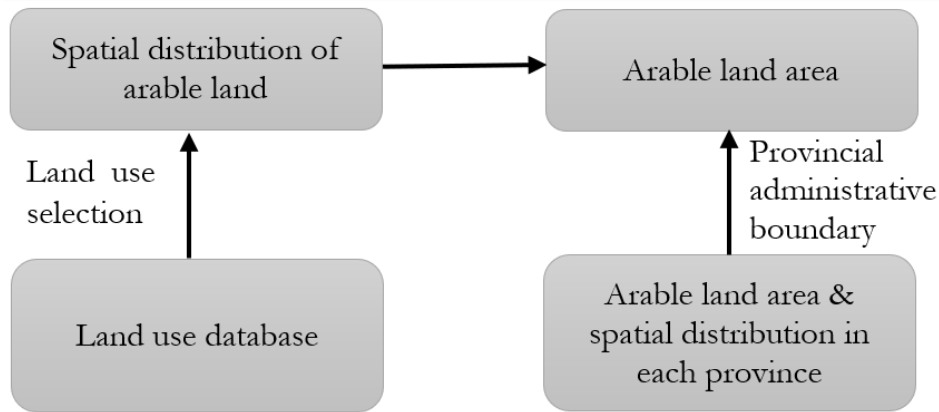 Spatial distribution of
arable land
Arable land area
Land use
selection
Provincial
administrative
boundary
Land use database
Arable land area &
spatial distribution in
each province